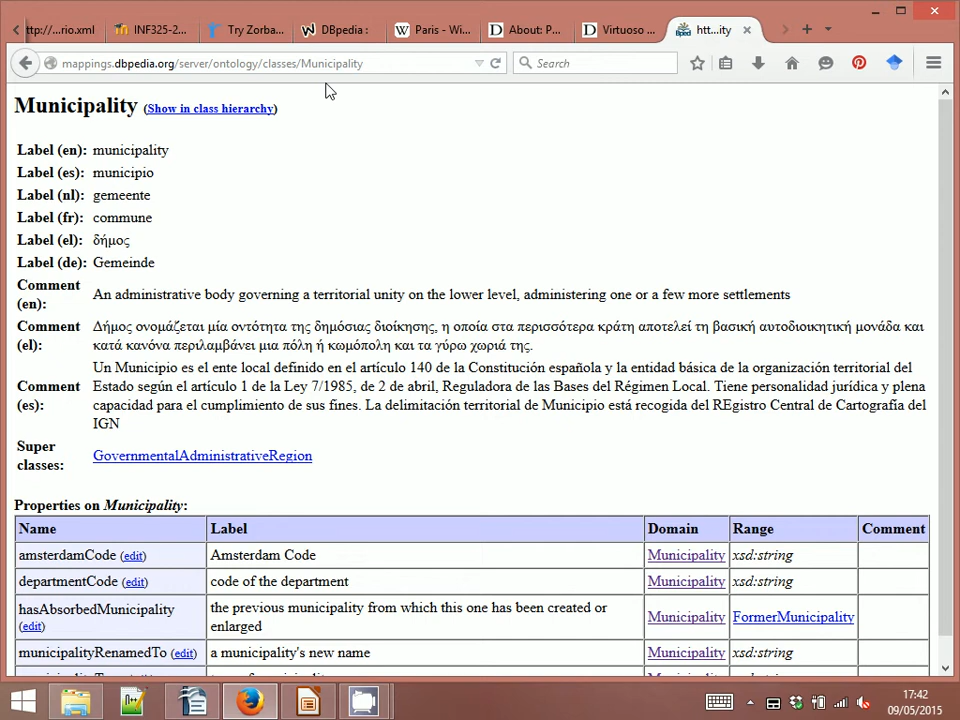 ttp://...rio.xml
INF325-2...
Try Zorba...
DBpedia :
Paris - Wi...
About: P...
Virtuoso ...
htt...ity
mappings.dbpedia.org/server/ontology/classes/Municipality
Search
Municipality (Show in class hierarchy)
Label (en): municipality
Label (es): municipio
Label (nl): gemeente
Label (fr): commune
Label (el): δήμος
Label (de): Gemeinde
Comment (en): An administrative body governing a territorial unity on the lower level, administering one or a few more settlements
Comment (el): Δήμος ονομάζεται μία οντότητα της δημόσιας διοίκησης, η οποία στα περισσότερα κράτη αποτελεί τη βασική αυτοδιοικητική μονάδα και
κατά κανόνα περιλαμβάνει μια πόλη ή κωμόπολη και τα γύρω χωριά της.
Comment (es): Un Municipio es el ente local definido en el artículo 140 de la Constitución española y la entidad básica de la organización territorial del
Estado según el artículo 1 de la Ley 7/1985, de 2 de abril, Reguladora de las Bases del Régimen Local. Tiene personalidad jurídica y plena
capacidad para el cumplimiento de sus fines. La delimitación territorial de Municipio está recogida del REgistro Central de Cartografía del
IGN
Super classes: GovernmentalAdministrativeRegion
Properties on Municipality:
Name Label Domain Range Comment
amsterdamCode (edit) Amsterdam Code Municipality xsd:string
departmentCode (edit) code of the department Municipality xsd:string
hasAbsorbedMunicipality (edit) the previous municipality from which this one has been created or enlarged Municipality FormerMunicipality
municipalityRenamedTo (edit) a municipality's new name Municipality xsd:string
17:42
09/05/2015